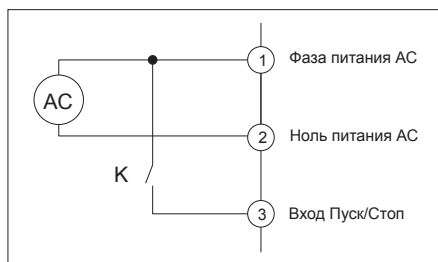 1 Фаза питания AC
AC
2 Ноль питания AC
K
3 Вход Пуск/Стоп